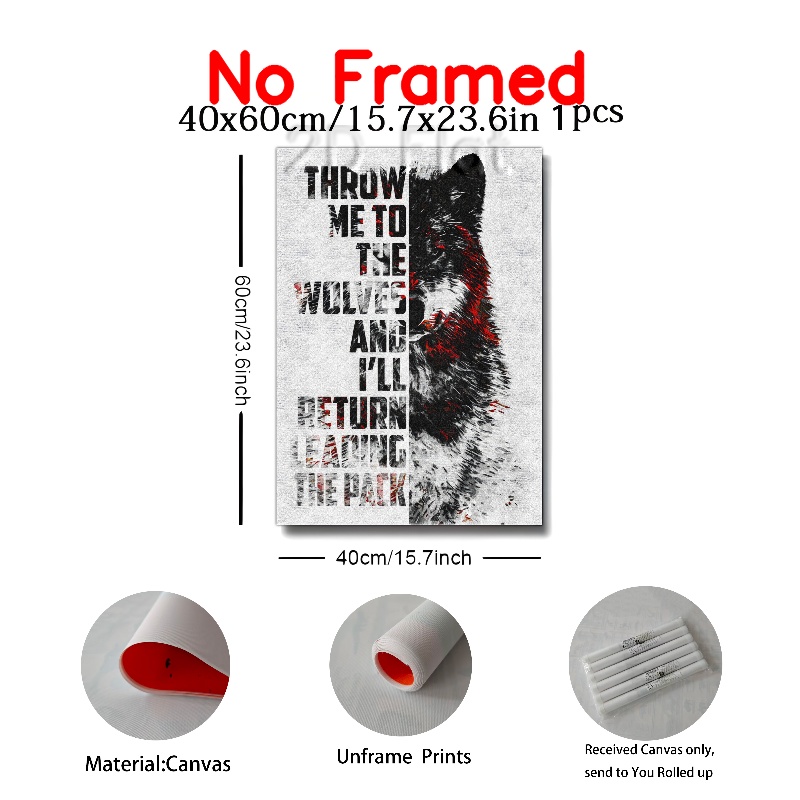 No Framed
40x60cm/15.7x23.6in 1pcs
THROW
ME TO
THE
WOLVES
AND
I'LL
RETURN
LEADING
THE PACK
60cm/23.6inch
40cm/15.7inch
Material:Canvas
Unframe Prints
Received Canvas only,
send to You Rolled up